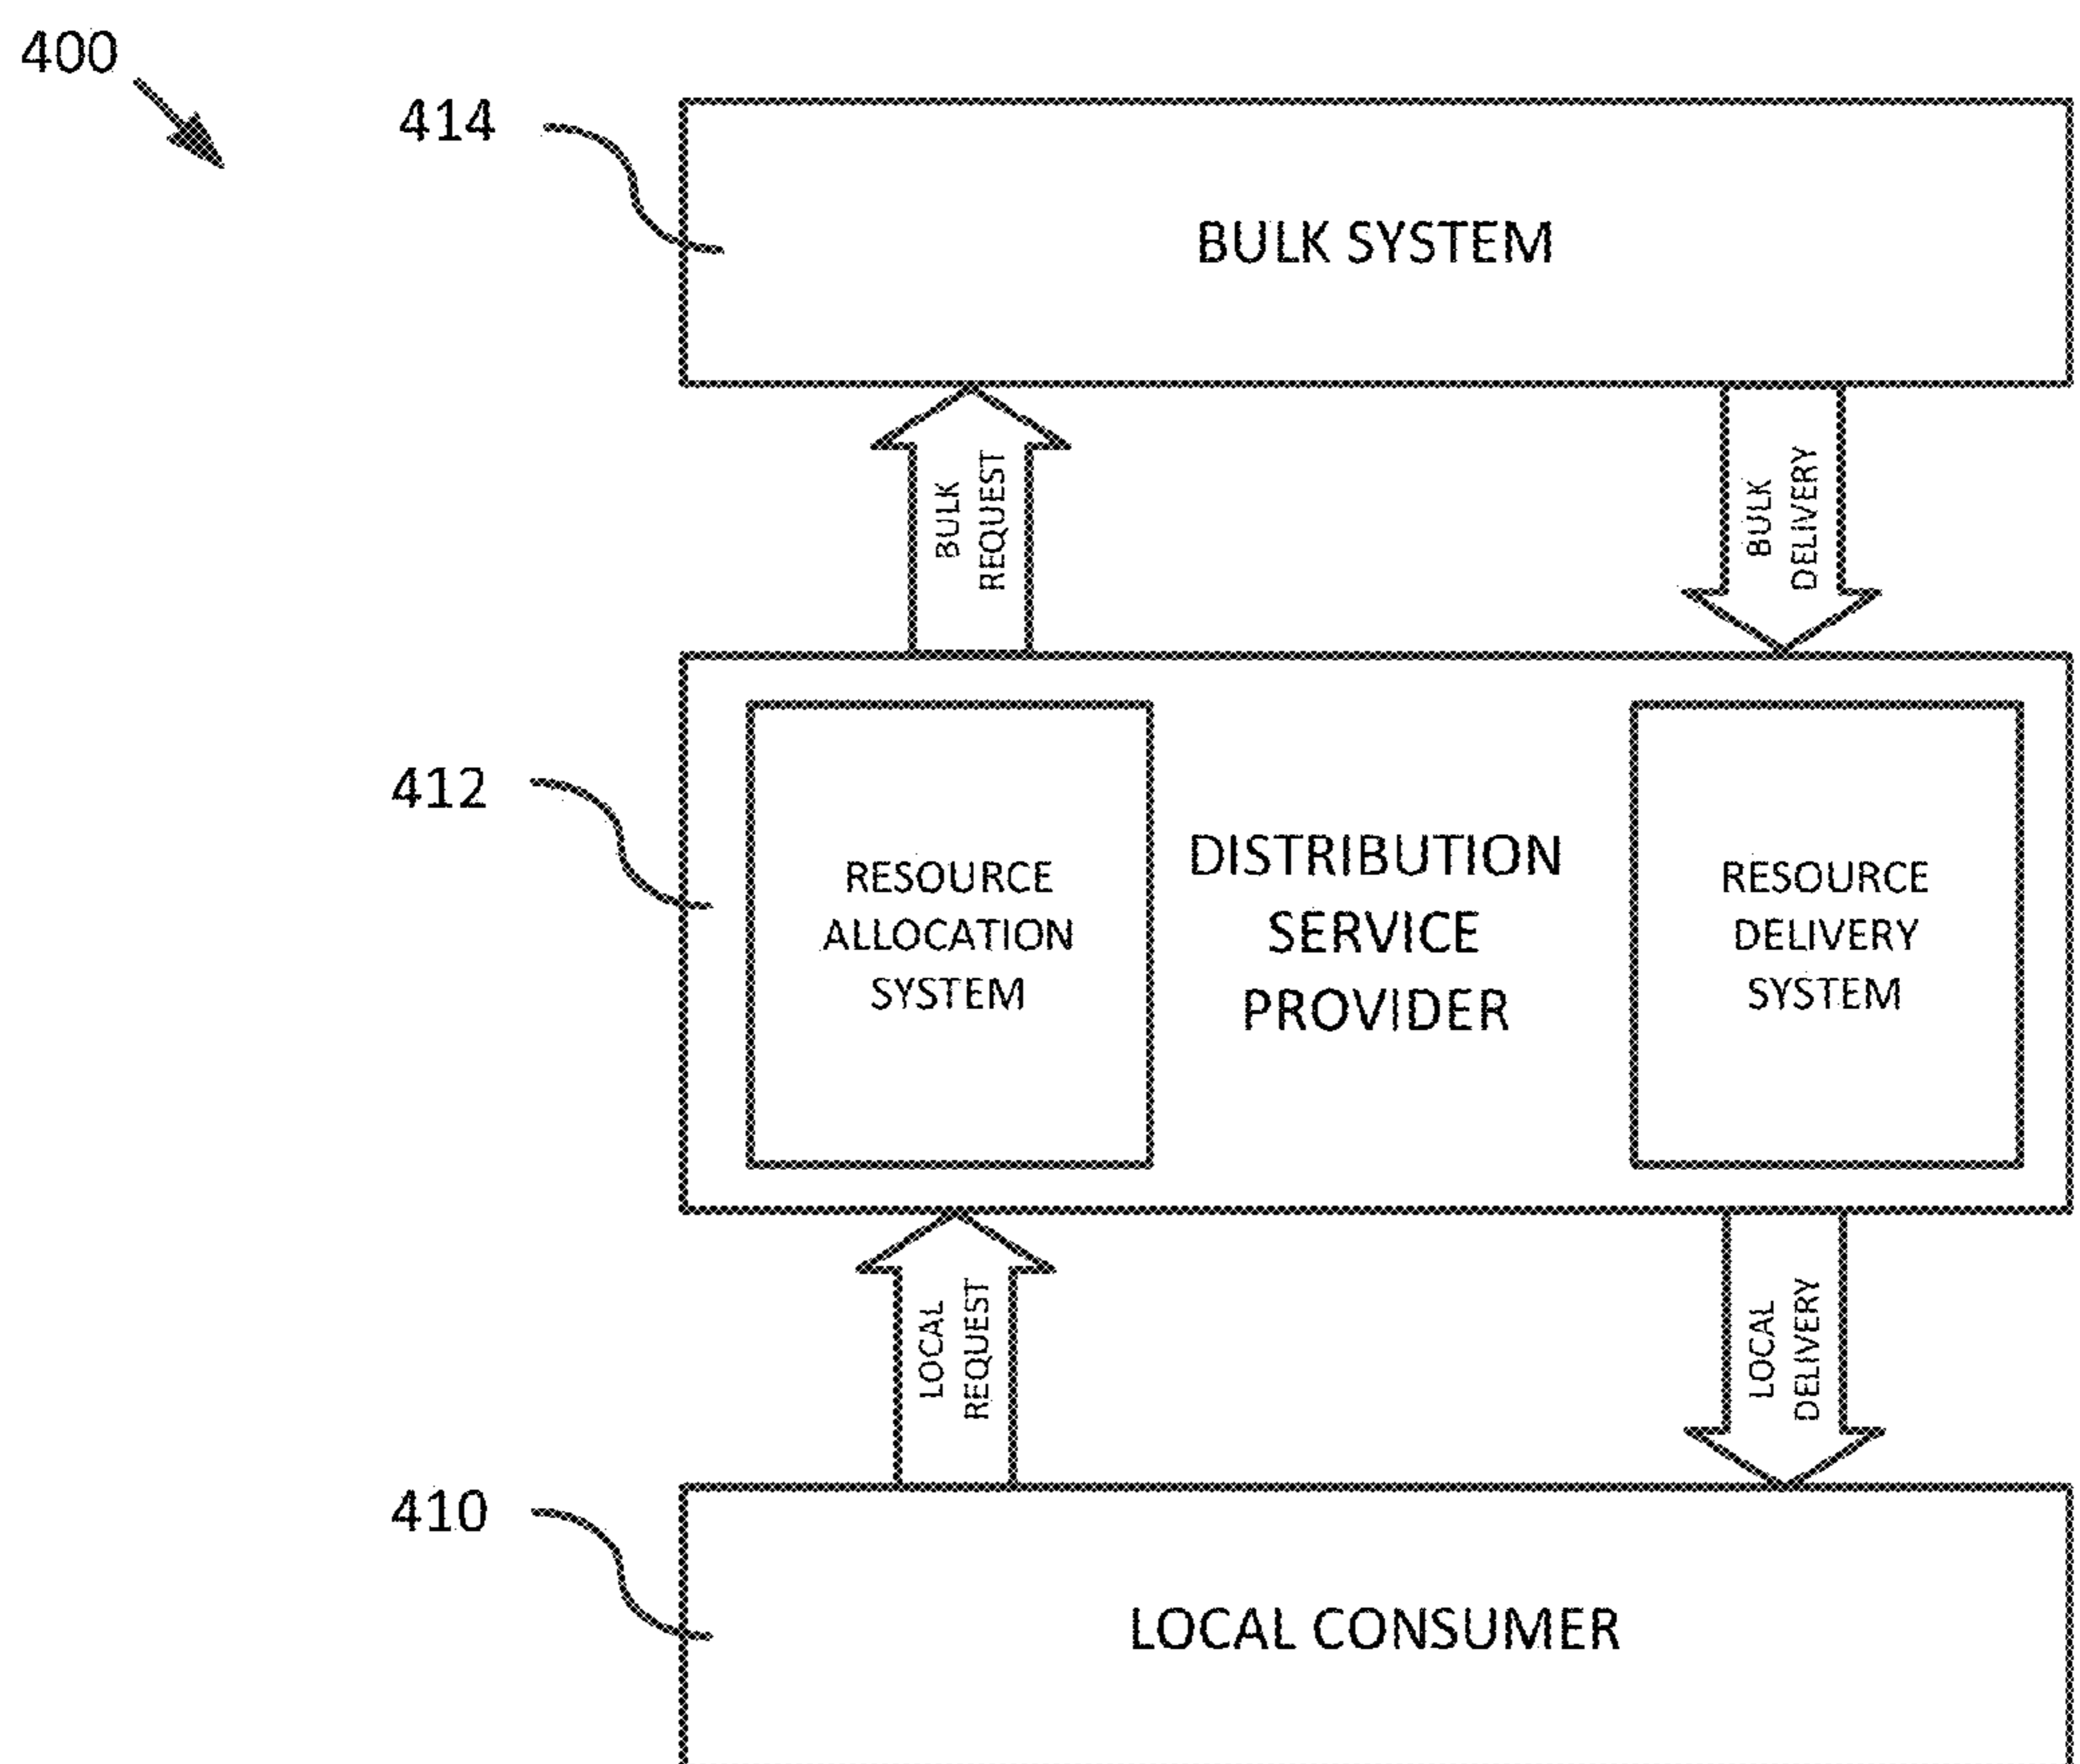 400
414
BULK SYSTEM
BULK
REQUEST
BULK
DELIVERY
412
RESOURCE
ALLOCATION
SYSTEM
DISTRIBUTION
SERVICE
PROVIDER
RESOURCE
DELIVERY
SYSTEM
LOCAL
REQUEST
LOCAL
DELIVERY
410
LOCAL CONSUMER